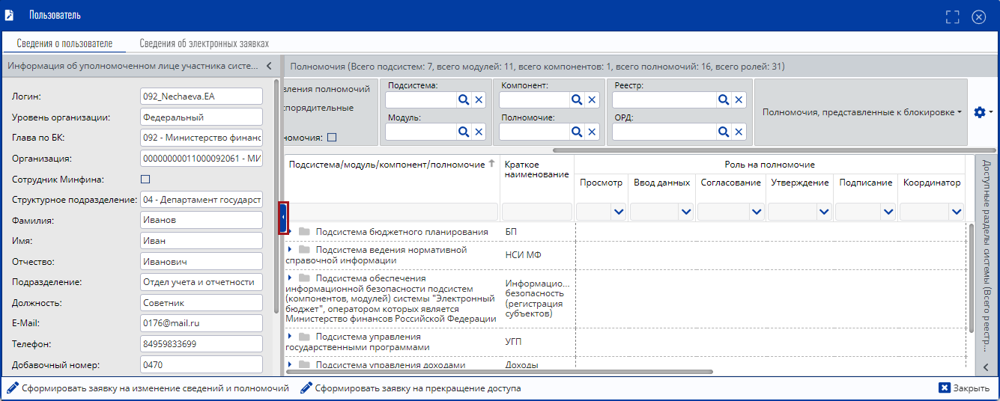 Пользователь
Сведения о пользователе
Сведения об электронных заявках
Информация об уполномоченном лице участника систе...
Логин:
092_Nechaeva.EA
Уровень организации:
Федеральный
Глава по БК:
092 - Министерство финанс
Организация:
00000000011000092061 - МИ
Сотрудник Минфина:
Структурное подразделение:
04 - Департамент государст
Фамилия:
Иванов
Имя:
Иван
Отчество:
Иванович
Подразделение:
Отдел учета и отчетности
Должность:
Советник
E-Mail:
0176@mail.ru
Телефон:
84959833699
Добавочный номер:
0470
Полномочия (Всего подсистем: 7, всего модулей: 11, всего компонентов: 1, всего полномочий: 16, всего ролей: 31)
вления полномочий
спорядительные
номочия:
Подсистема:
Модуль:
Компонент:
Полномочие:
Реестр:
ОРД:
Полномочия, представленные к блокировке
Подсистема/модуль/компонент/полномочие
Краткое
наименование
Роль на полномочие
Просмотр
Ввод данных
Согласование
Утверждение
Подписание
Координатор
Подсистема бюджетного планирования
БП
Подсистема ведения нормативной
справочной информации
НСИ МФ
Подсистема обеспечения
информационной безопасности подсистем
(компонентов, модулей) системы "Электронный
бюджет", оператором которых является
Министерство финансов Российской Федерации
Информацио...
безопасность
(регистрация
субъектов)
Подсистема управления
государственными программами
УГП
Подсистема управления доходами
Доходы
Доступные разделы системы (Всего реестр...
Сформировать заявку на изменение сведений и полномочий
Сформировать заявку на прекращение доступа
Закрыть